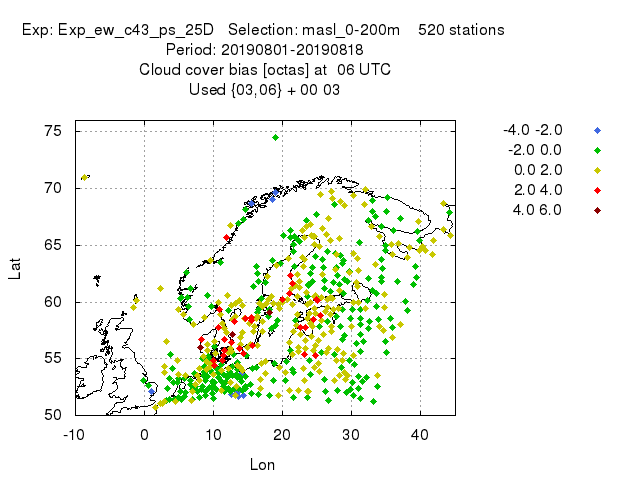 Exp: Exp_ew_c43_ps_25D Selection: masl_0-200m 520 stations
Period: 20190801-20190818
Cloud cover bias [octas] at 06 UTC
Used {03,06} + 00 03
-4.0 -2.0
-2.0 0.0
0.0 2.0
2.0 4.0
4.0 6.0
75
70
65
60
55
50
Lat
-10 0 10 20 30 40
Lon